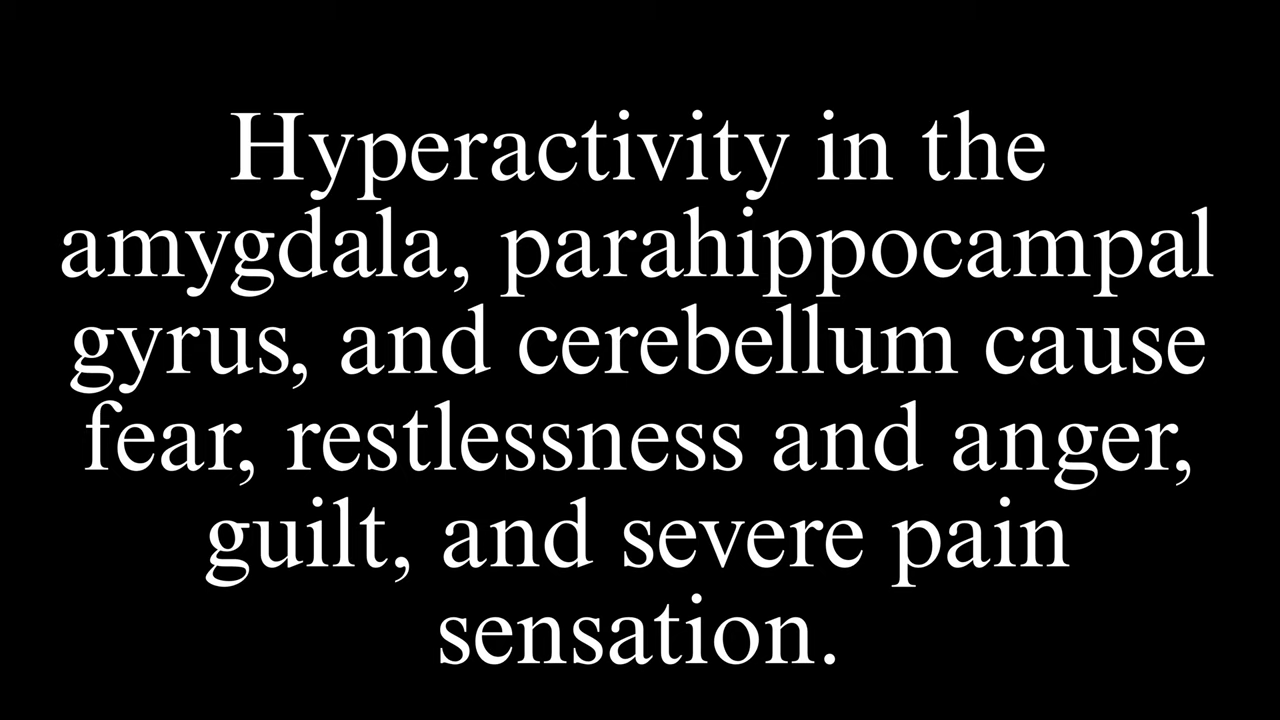 Hyperactivity in the
amygdala, parahippocampal
gyrus, and cerebellum cause
fear, restlessness and anger,
guilt, and severe pain
sensation.